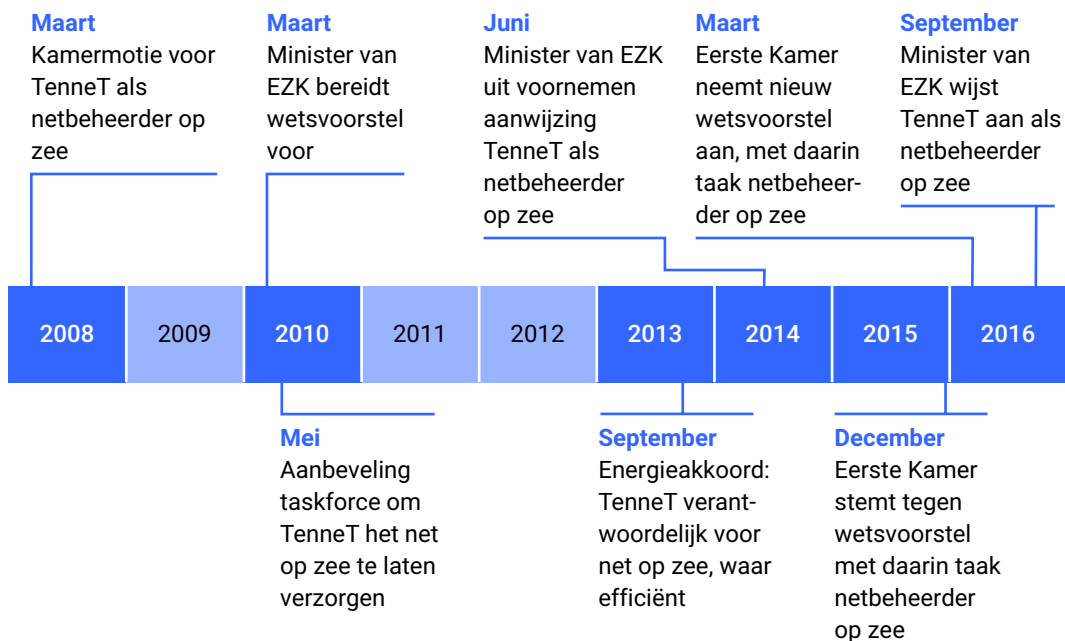 Maart
Kamermotie voor
TenneT als
netbeheerder op
zee
Maart
Minister van
EZK bereidt
wetsvoorstel
voor
Juni
Minister van EZK
uit voornemen
aanwijzing
TenneT als
netbeheerder
op zee
Maart
Eerste Kamer
neemt nieuw
wetsvoorstel
aan, met daarin
taak netbeheer-
der op zee
September
Minister van
EZK wijst
TenneT aan als
netbeheerder
op zee
2008 2009 2010 2011 2012 2013 2014 2015 2016
Mei
Aanbeveling
taskforce om
TenneT het net
op zee te laten
verzorgen
September
Energieakkoord:
TenneT verant-
woordelijk voor
net op zee, waar
efficiënt
December
Eerste Kamer
stemt tegen
wetsvoorstel
met daarin taak
netbeheerder
op zee